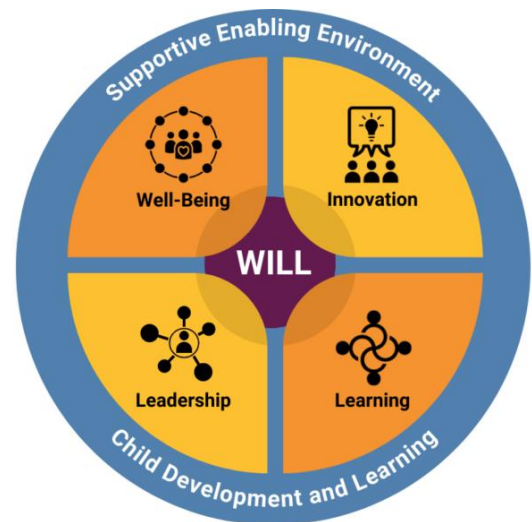 Supportive Enabling Environment
Well-Being
Innovation
WILL
Leadership
Learning
Child Development and Learning